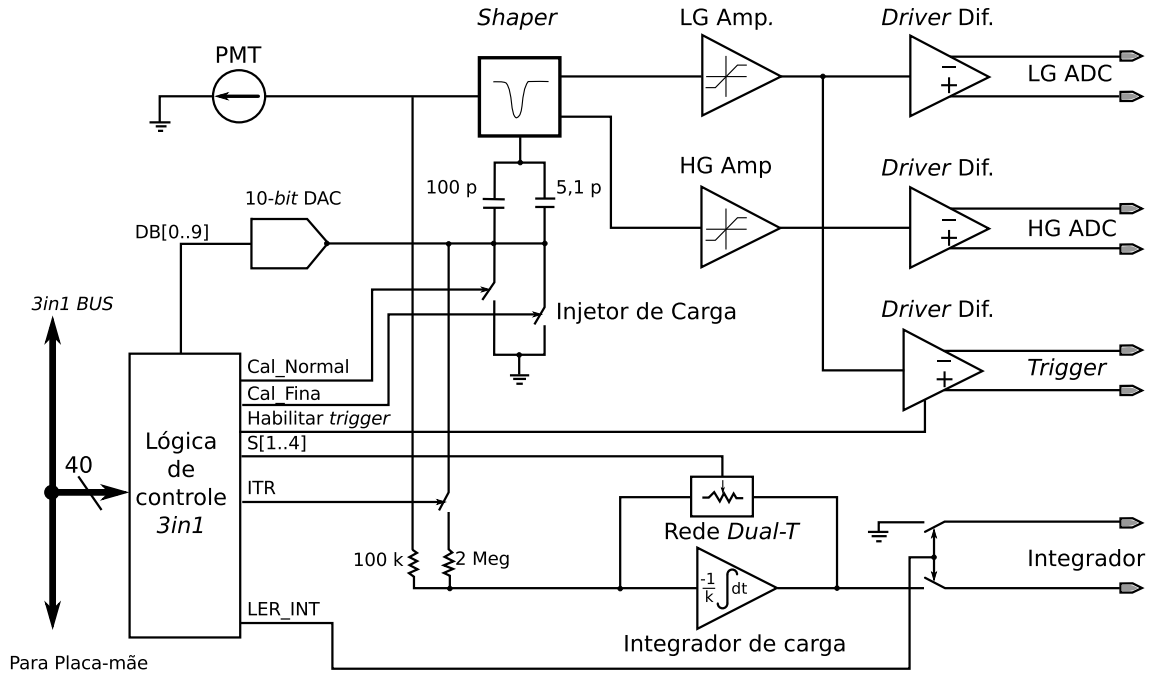 Shaper
LG Amp.
Driver Dif.
PMT
LG ADC
HG Amp
Driver Dif.
100 p
5,1 p
10-bit DAC
DB[0..9]
HG ADC
3in1 BUS
Injetor de Carga
Driver Dif.
Cal_Normal
Trigger
Cal_Fina
Habilitar trigger
Lógica
de
controle
3in1
S[1..4]
40
ITR
Rede Dual-T
100 k
2 Meg
Integrador
-1
k
dt
LER_INT
Integrador de carga
Para Placa-mãe